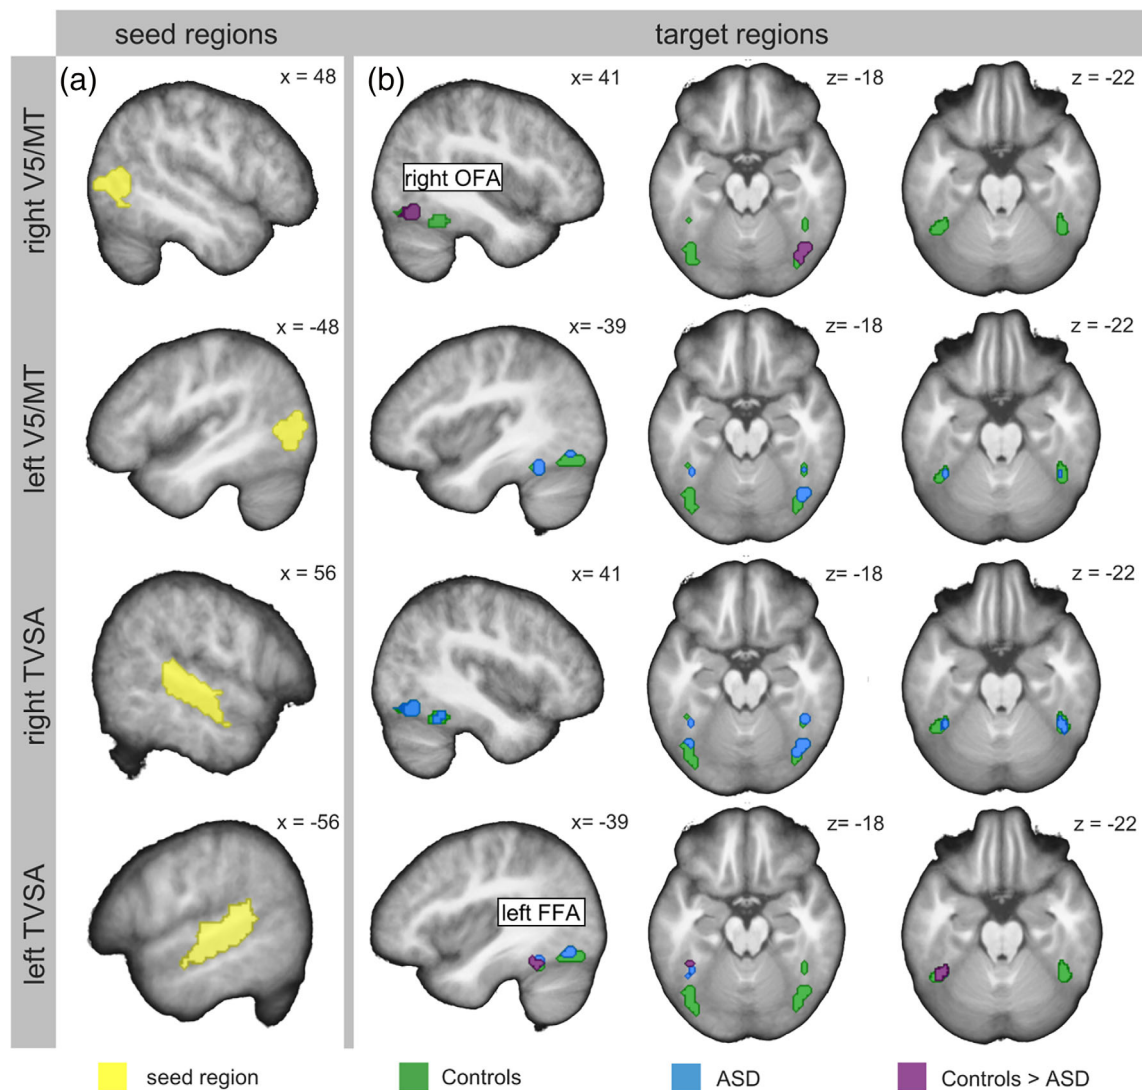 seed regions
target regions
(a)
(b)
right V5/MT
x = 48
x= 41
z= -18
z= -22
right OFA
left V5/MT
x = -48
x= -39
z= -18
z = -22
right TVSA
x = 56
x= 41
z= -18
z = -22
left TVSA
x = -56
x= -39
z= -18
z = -22
left FFA
seed region
Controls
ASD
Controls > ASD